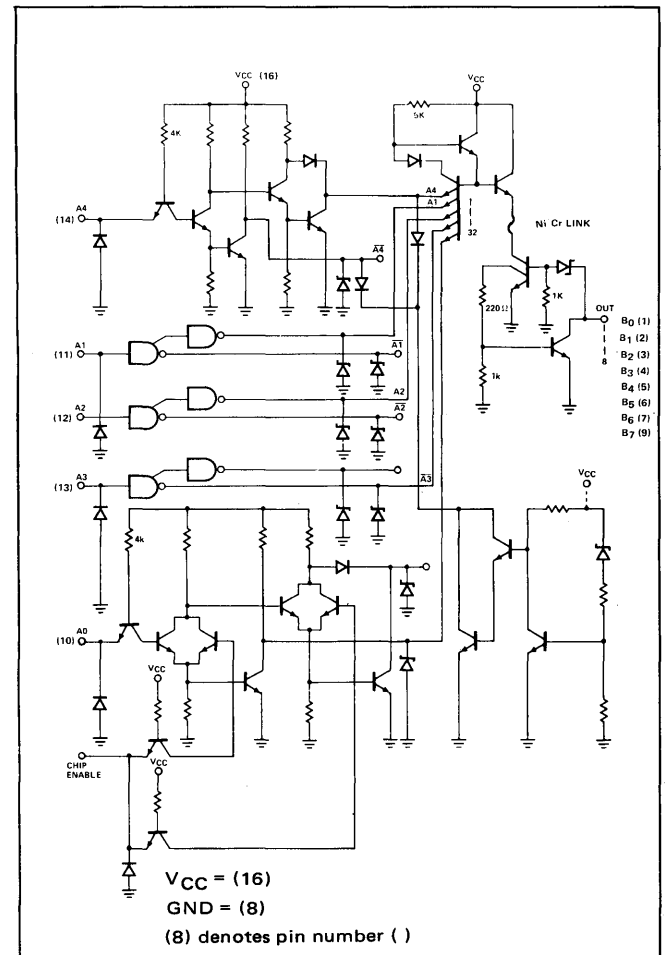 VCC (16)
VCC
4K
5K
A4
(14)
A4
A1
32
Ni Cr LINK
A4
220Ω
1K
OUT
B0 (1)
B1 (2)
B2 (3)
B3 (4)
B4 (5)
B5 (6)
B6 (7)
B7 (9)
8
1k
A1
(11)
A1
A2
(12)
A2
A2
A3
(13)
A3
VCC
4k
A0
(10)
VCC
CHIP
ENABLE
VCC
VCC = (16)
GND = (8)
(8) denotes pin number ( )